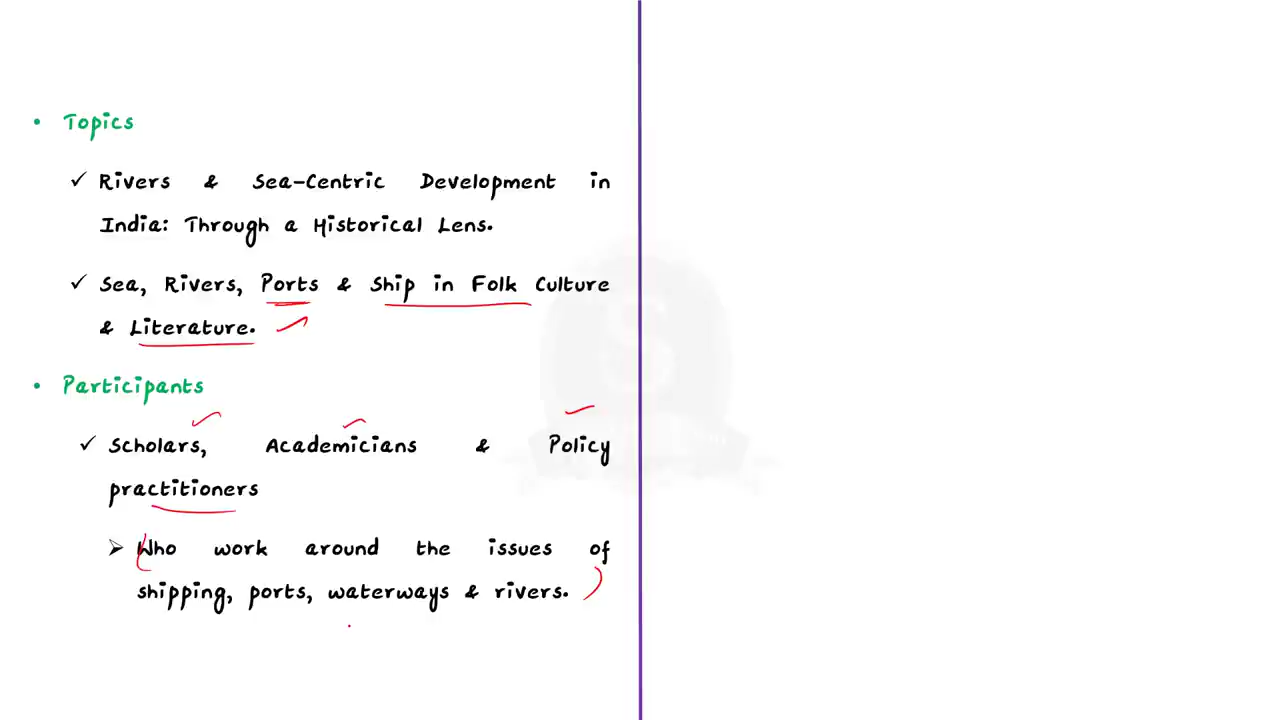 • Topics
✓ Rivers & Sea-Centric Development in
India: Through a Historical Lens.
✓ Sea, Rivers, Ports & Ship in Folk Culture
& Literature.
• Participants
✓ Scholars, Academicians & Policy
practitioners
➢ Who work around the issues of
shipping, ports, waterways & rivers.